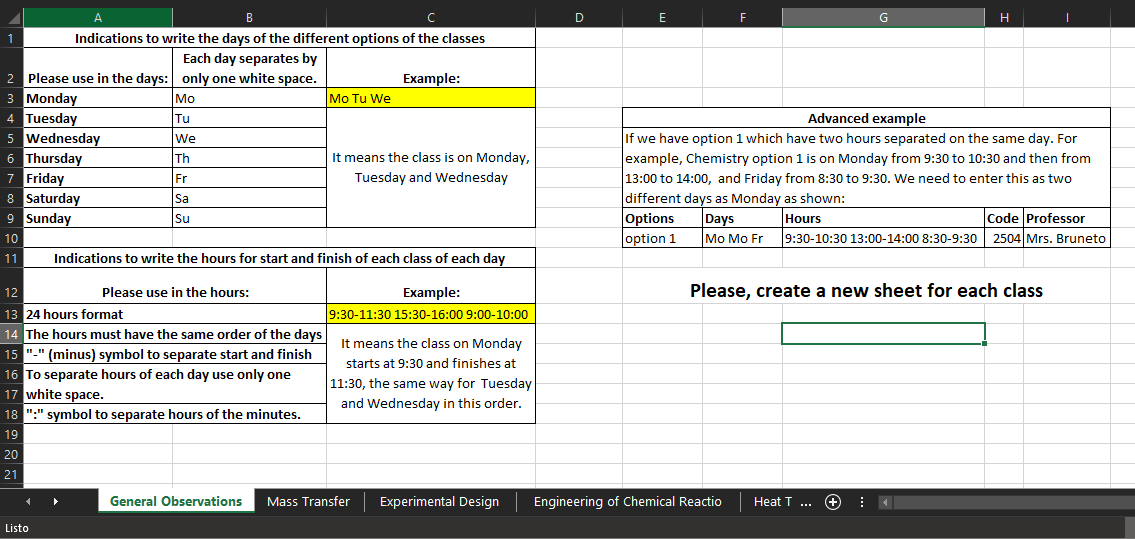 A B C D E F G H I
1 Indications to write the days of the different options of the classes
Each day separates by
2 Please use in the days: only one white space. Example:
3 Monday Mo Mo Tu We
4 Tuesday Tu Advanced example
5 Wednesday We If we have option 1 which have two hours separated on the same day. For
6 Thursday Th It means the class is on Monday, example, Chemistry option 1 is on Monday from 9:30 to 10:30 and then from
7 Friday Fr Tuesday and Wednesday 13:00 to 14:00, and Friday from 8:30 to 9:30. We need to enter this as two
8 Saturday Sa different days as Monday as shown:
9 Sunday Su Options Days Hours Code Professor
10 option 1 Mo Mo Fr 9:30-10:30 13:00-14:00 8:30-9:30 2504 Mrs. Bruneto
11 Indications to write the hours for start and finish of each class of each day
12 Please use in the hours: Example: Please, create a new sheet for each class
13 24 hours format 9:30-11:30 15:30-16:00 9:00-10:00
14 The hours must have the same order of the days It means the class on Monday
15 "-" (minus) symbol to separate start and finish starts at 9:30 and finishes at
16 To separate hours of each day use only one 11:30, the same way for Tuesday
17 white space. and Wednesday in this order.
18 ":" symbol to separate hours of the minutes.
19
20
21
General Observations Mass Transfer Experimental Design Engineering of Chemical Reactio Heat T ...
Listo